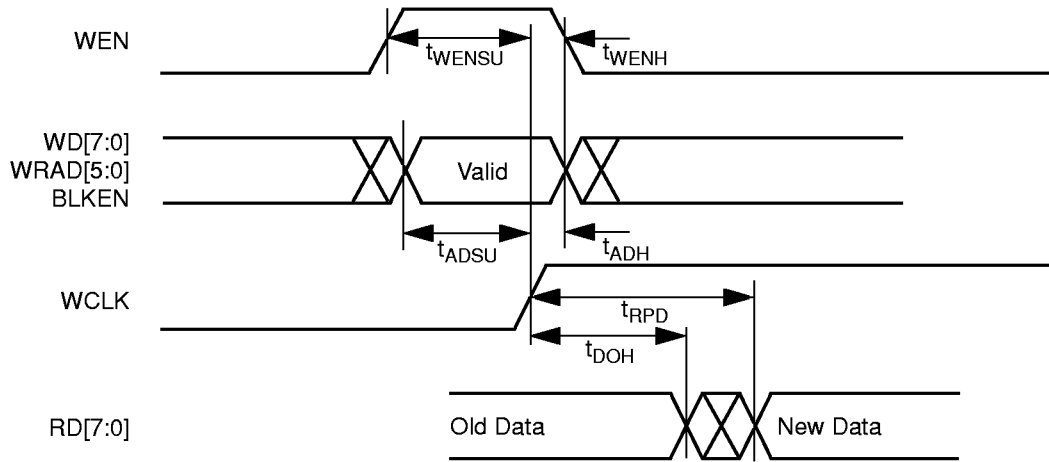 WEN
tWENSU
tWENH
WD[7:0]
WRAD[5:0]
BLKEN
Valid
tADSU
tADH
WCLK
tRPD
tDOH
RD[7:0]
Old Data
New Data